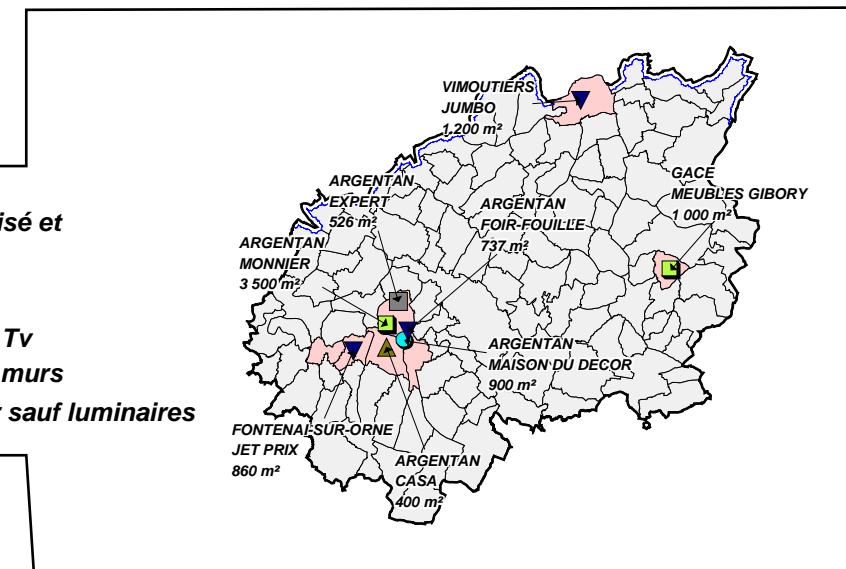 isé et
Tv
murs
sauf luminaires
VIMOUTIERS
JUMBO
1 200 m²
GACE
MEUBLES GIBORY
1 000 m²
ARGENTAN
EXPERT
526 m²
ARGENTAN
FOIR-FOUILLE
737 m²
ARGENTAN
MONNIER
3 500 m²
ARGENTAN
MAISON DU DECOR
900 m²
FONTENAI-SUR-ORNE
JET PRIX
860 m²
ARGENTAN
CASA
400 m²